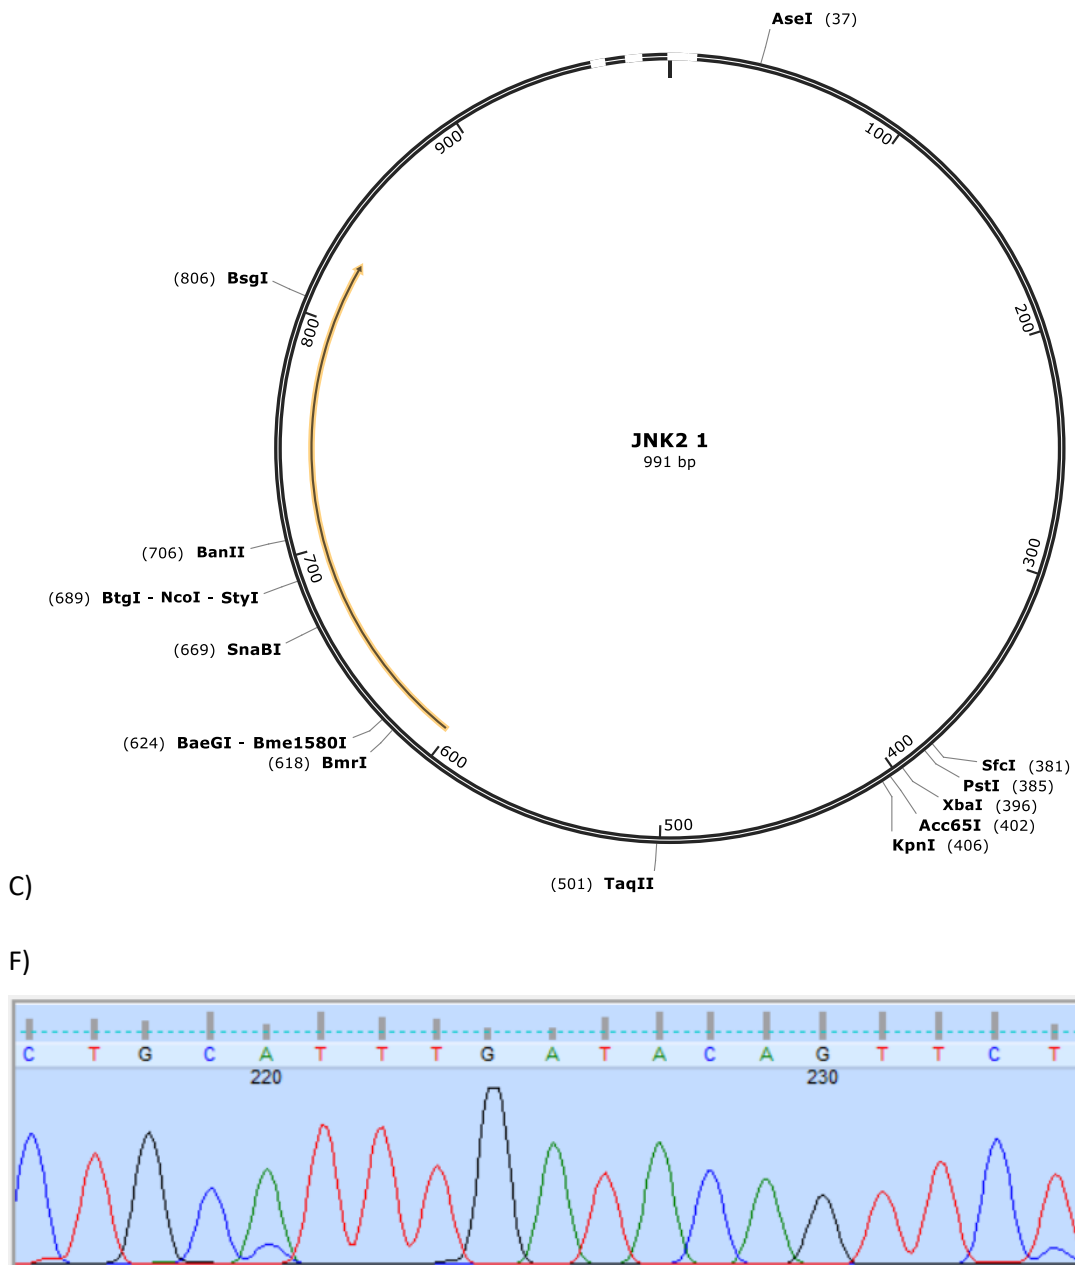 AseI (37)
100
900
200
(806) BsgI
800
JNK2 1
991 bp
300
(706) BanII
700
(689) BtgI - NcoI - StyI
(669) SnaBI
(624) BaeGI - Bme1580I
(618) BmrI
600
400
SfcI (381)
PstI (385)
XbaI (396)
Acc65I (402)
KpnI (406)
500
(501) TaqII
C)
F)
C T G C A T T T G A T A C A G T T C T
220 230